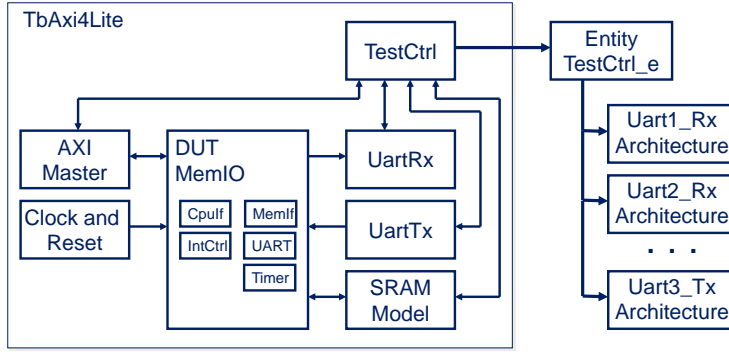 TbAxi4Lite
TestCtrl
Entity
TestCtrl_e
AXI
Master
DUT
MemIO
UartRx
Uart1_Rx
Architecture
Clock and
Reset
CpuIf
MemIf
IntCtrl
UART
Timer
UartTx
Uart2_Rx
Architecture
. . .
SRAM
Model
Uart3_Tx
Architecture